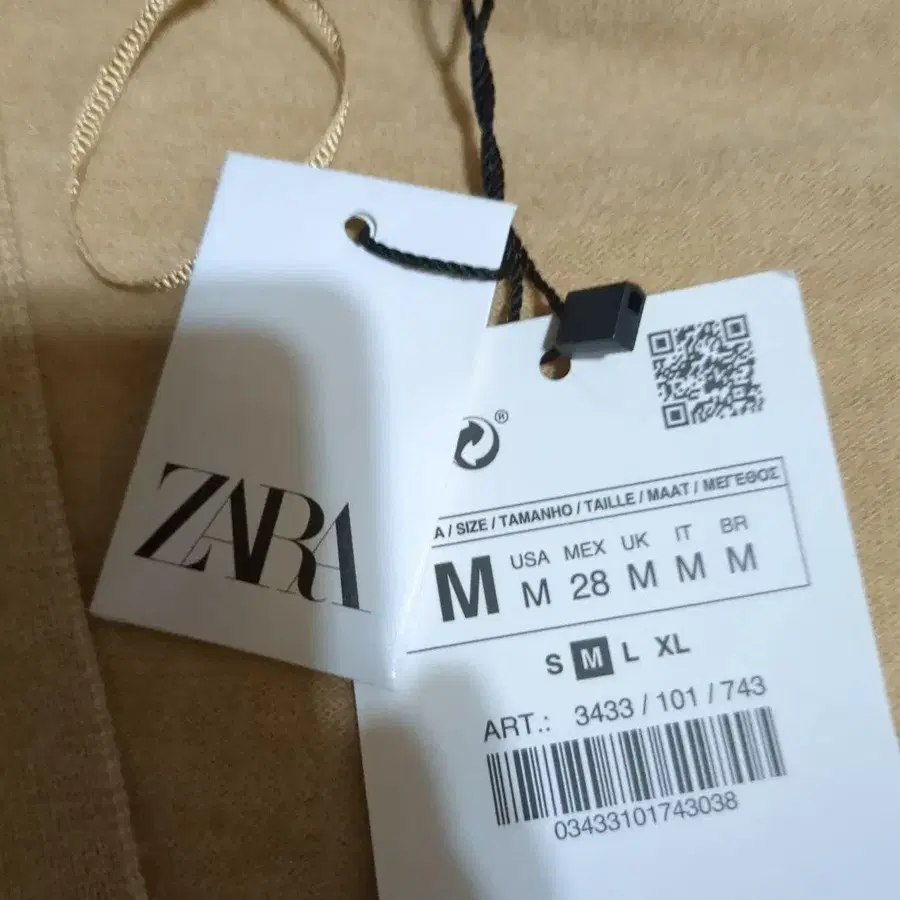 ZARA
®
A / SIZE / TAMANHO / TAILLE / MAAT / ΜΕΓΕΘΟΣ
M
USA MEX UK IT BR
M 28 M M M
S M L XL
ART.: 3433 / 101 / 743
03433101743038